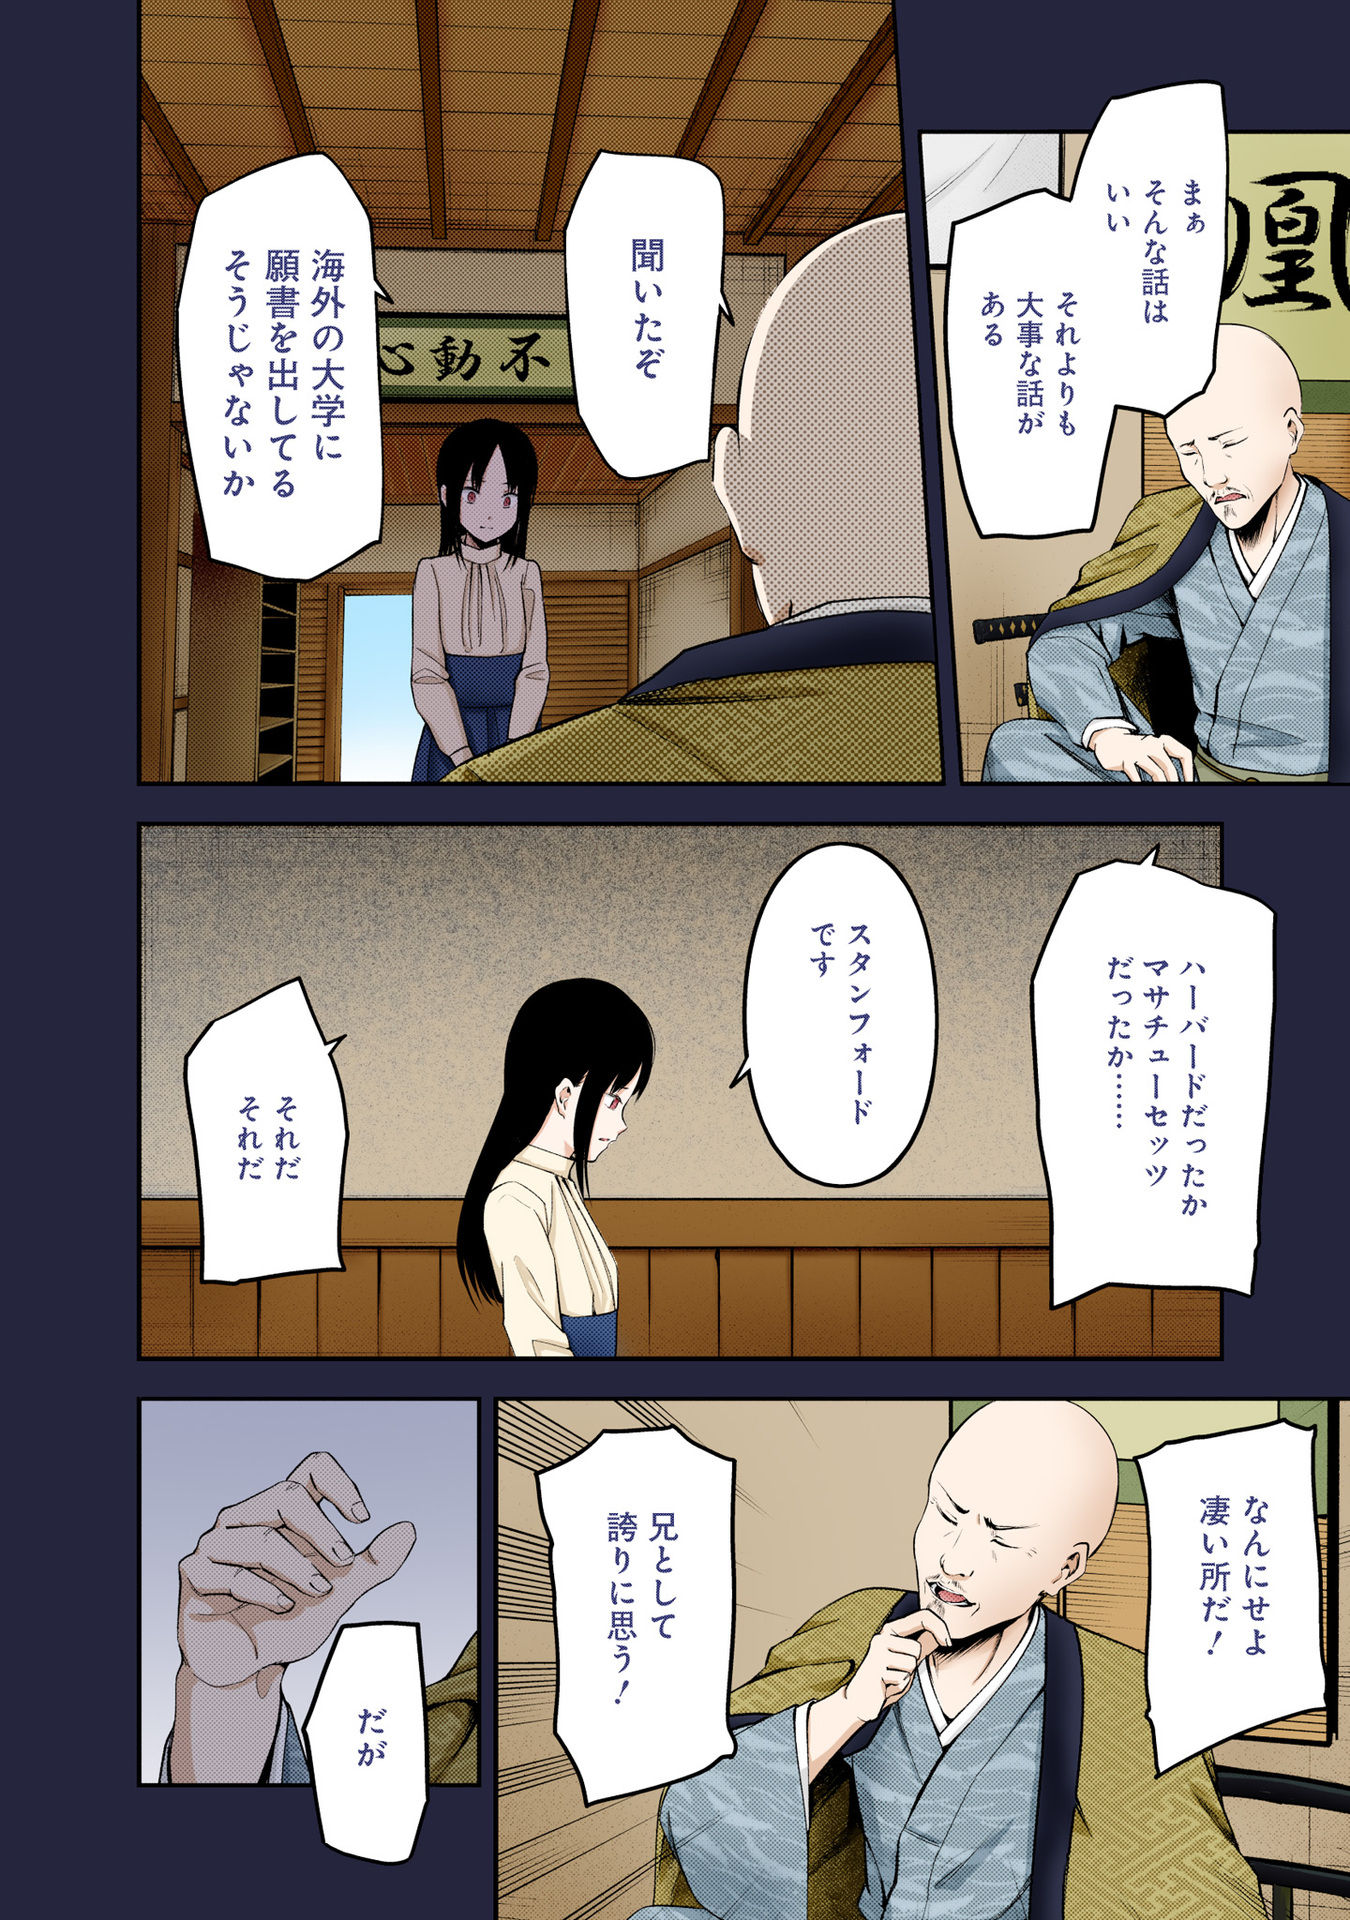 まぁ
そんな話は
いい
それよりも
大事な話が
ある
凰
聞いたぞ
海外の大学に
願書を出してる
そうじゃないか
不動心
ハーバードだったか
マサチューセッツ
だったか……
スタンフォード
です
それだ
それだ
なんにせよ
凄い所だ！
兄として
誇りに思う！
だが